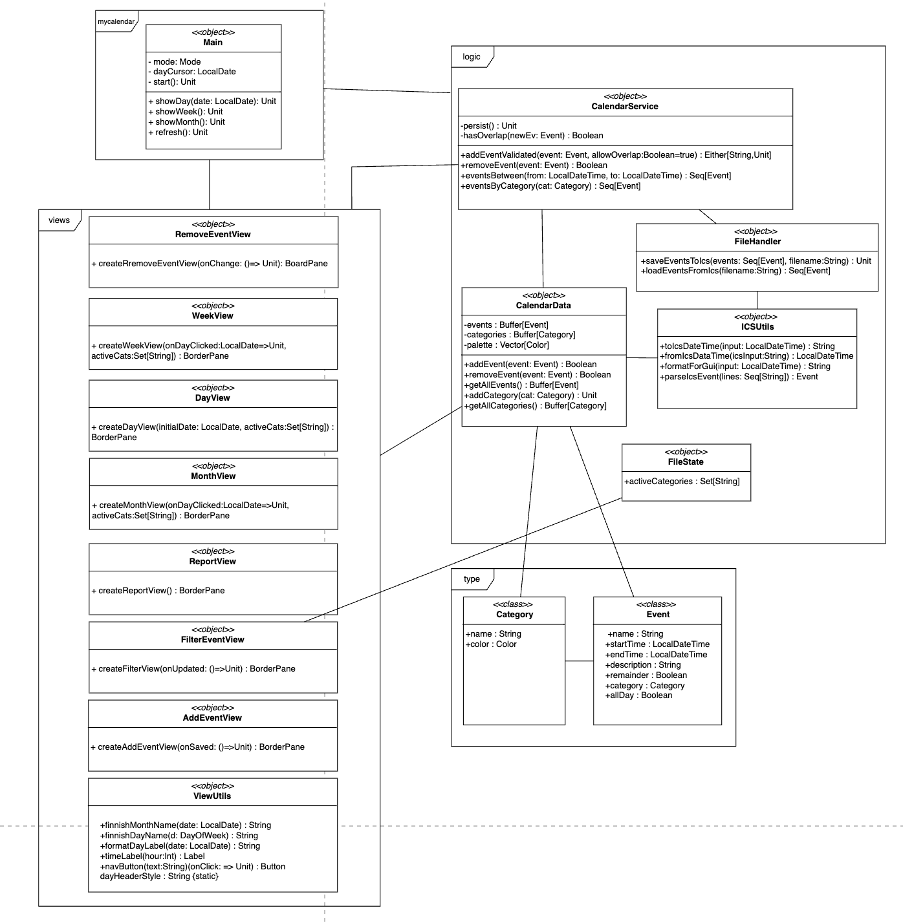 mycalendar
<<object>>
Main
- mode: Mode
- dayCursor: LocalDate
- start(): Unit
+ showDay(date: LocalDate): Unit
+ showWeek(): Unit
+ showMonth(): Unit
+ refresh(): Unit
views
<<object>>
RemoveEventView
+ createRremoveEventView(onChange: ()=> Unit): BoardPane
<<object>>
WeekView
+ createWeekView(onDayClicked:LocalDate=>Unit,
activeCats:Set[String]) : BorderPane
<<object>>
DayView
+ createDayView(initialDate: LocalDate, activeCats:Set[String]) :
BorderPane
<<object>>
MonthView
+ createMonthView(onDayClicked:LocalDate=>Unit,
activeCats:Set[String]) : BorderPane
<<object>>
ReportView
+ createReportView() : BorderPane
<<object>>
FilterEventView
+ createFilterView(onUpdated: ()=>Unit) : BorderPane
<<object>>
AddEventView
+ createAddEventView(onSaved: ()=>Unit) : BorderPane
<<object>>
ViewUtils
+finnishMonthName(date: LocalDate) : String
+finnishDayName(d: DayOfWeek) : String
+formatDayLabel(date: LocalDate) : String
+timeLabel(hour:Int) : Label
+navButton(text:String)(onClick: => Unit) : Button
dayHeaderStyle : String {static}
logic
<<object>>
CalendarService
-persist() : Unit
-hasOverlap(newEv: Event) : Boolean
+addEventValidated(event: Event, allowOverlap:Boolean=true) : Either[String,Unit]
+removeEvent(event: Event) : Boolean
+eventsBetween(from: LocalDateTime, to: LocalDateTime) : Seq[Event]
+eventsByCategory(cat: Category) : Seq[Event]
<<object>>
FileHandler
+saveEventsToIcs(events: Seq[Event], filename:String) : Unit
+loadEventsFromIcs(filename:String) : Seq[Event]
<<object>>
CalendarData
-events : Buffer[Event]
-categories : Buffer[Category]
-palette : Vector[Color]
+addEvent(event: Event) : Boolean
+removeEvent(event: Event) : Boolean
+getAllEvents() : Buffer[Event]
+addCategory(cat: Category) : Unit
+getAllCategories() : Buffer[Category]
<<object>>
ICSUtils
+toIcsDateTime(input: LocalDateTime) : String
+fromIcsDataTime(icsInput:String) : LocalDateTime
+formatForGui(input: LocalDateTime) : String
+parseIcsEvent(lines: Seq[String]) : Event
<<object>>
FileState
+activeCategories : Set[String]
type
<<class>>
Category
+name : String
+color : Color
<<class>>
Event
+name : String
+startTime : LocalDateTime
+endTime : LocalDateTime
+description : String
+remainder : Boolean
+category : Category
+allDay : Boolean